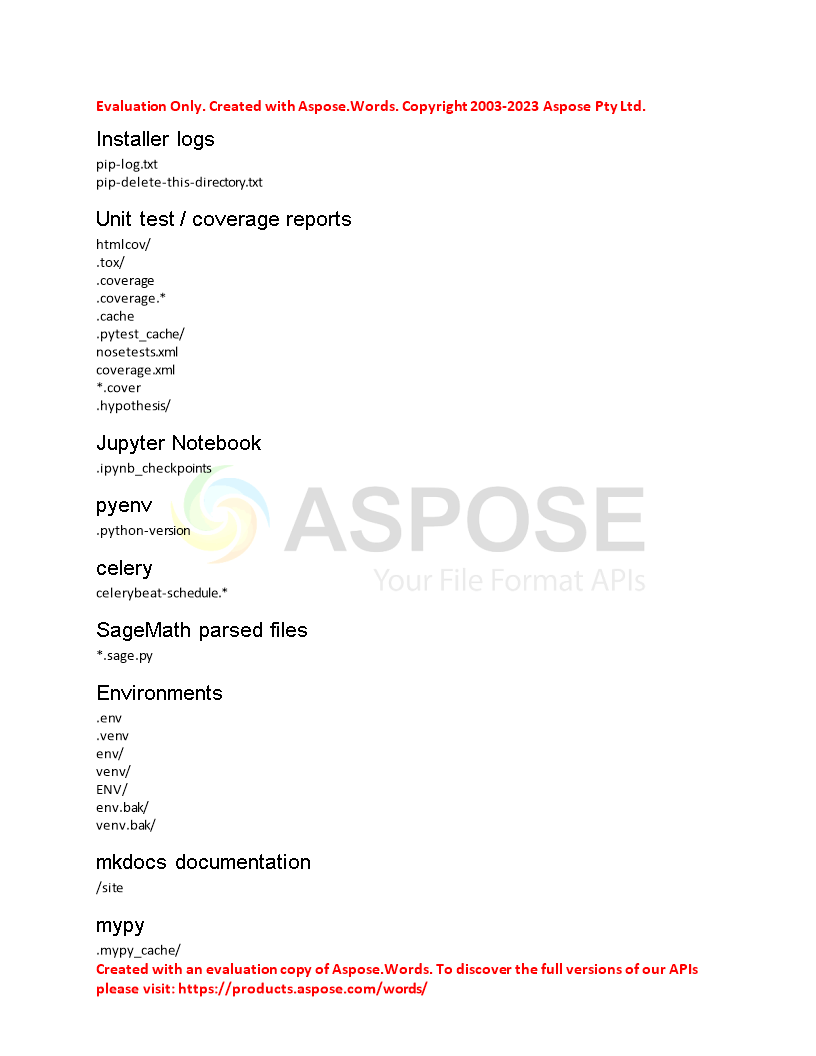 Evaluation Only. Created with Aspose.Words. Copyright 2003-2023 Aspose Pty Ltd.
Installer logs
pip-log.txt
pip-delete-this-directory.txt
Unit test / coverage reports
htmlcov/
.tox/
.coverage
.coverage.*
.cache
.pytest_cache/
nosetests.xml
coverage.xml
*.cover
.hypothesis/
Jupyter Notebook
.ipynb_checkpoints
pyenv
.python-version
ASPOSE
Your File Format APIs
celery
celerybeat-schedule.*
SageMath parsed files
*.sage.py
Environments
.env
.venv
env/
venv/
ENV/
env.bak/
venv.bak/
mkdocs documentation
/site
mypy
.mypy_cache/
Created with an evaluation copy of Aspose.Words. To discover the full versions of our APIs
please visit: https://products.aspose.com/words/